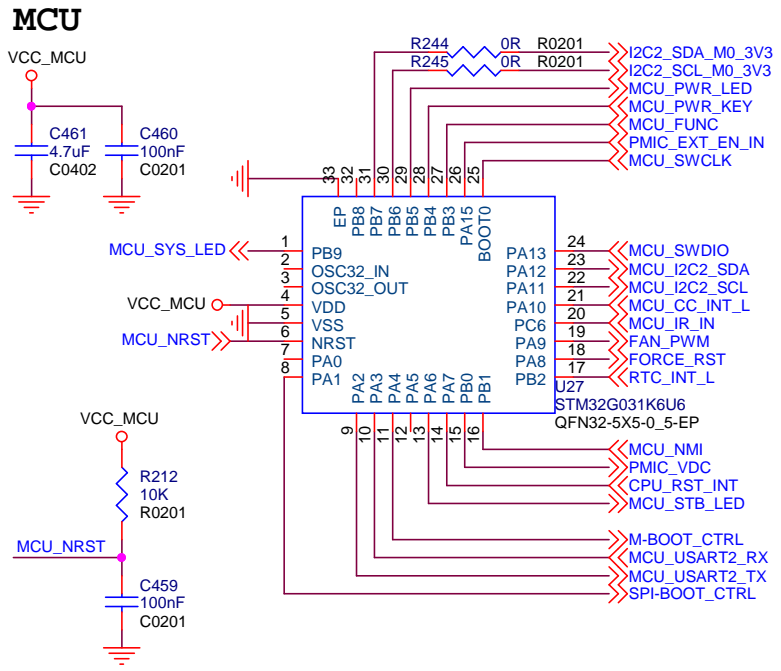 MCU
VCC_MCU
C461
4.7uF
C0402
C460
100nF
C0201
R244 0R R0201 I2C2_SDA_M0_3V3
R245 0R R0201 I2C2_SCL_M0_3V3
MCU_PWR_LED
MCU_PWR_KEY
MCU_FUNC
PMIC_EXT_EN_IN
MCU_SWCLK
33 32 31 30 29 28 27 26 25
EP PB8 PB7 PB6 PB5 PB4 PB3 PA15 BOOT0
MCU_SYS_LED 1 PB9
2 OSC32_IN
3 OSC32_OUT
VCC_MCU 4 VDD
5 VSS
MCU_NRST 6 NRST
7 PA0
8 PA1
PA13 24 MCU_SWDIO
PA12 23 MCU_I2C2_SDA
PA11 22 MCU_I2C2_SCL
PA10 21 MCU_CC_INT_L
PC6 20 MCU_IR_IN
PA9 19 FAN_PWM
PA8 18 FORCE_RST
PB2 17 RTC_INT_L
PA2 PA3 PA4 PA5 PA6 PA7 PB0 PB1
9 10 11 12 13 14 15 16
U27
STM32G031K6U6
QFN32-5X5-0_5-EP
MCU_NMI
PMIC_VDC
CPU_RST_INT
MCU_STB_LED
M-BOOT_CTRL
MCU_USART2_RX
MCU_USART2_TX
SPI-BOOT_CTRL
VCC_MCU
R212
10K
R0201
MCU_NRST
C459
100nF
C0201